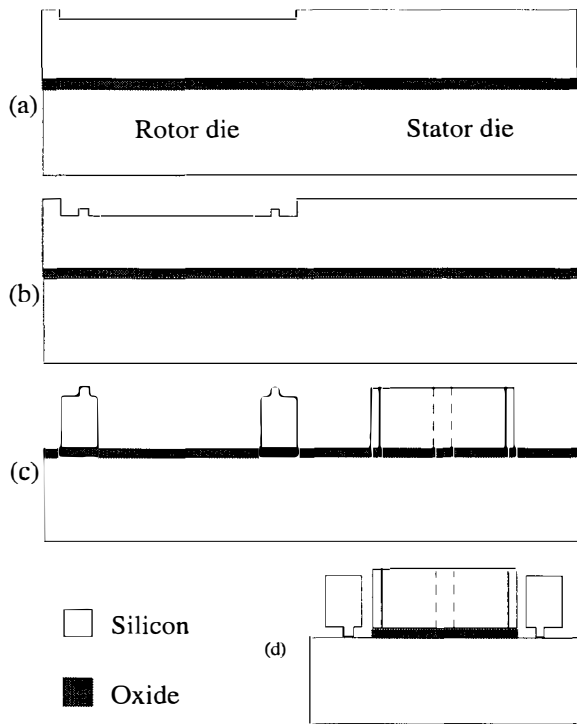 (a)
Rotor die Stator die
(b)
(c)
Silicon
(d)
Oxide